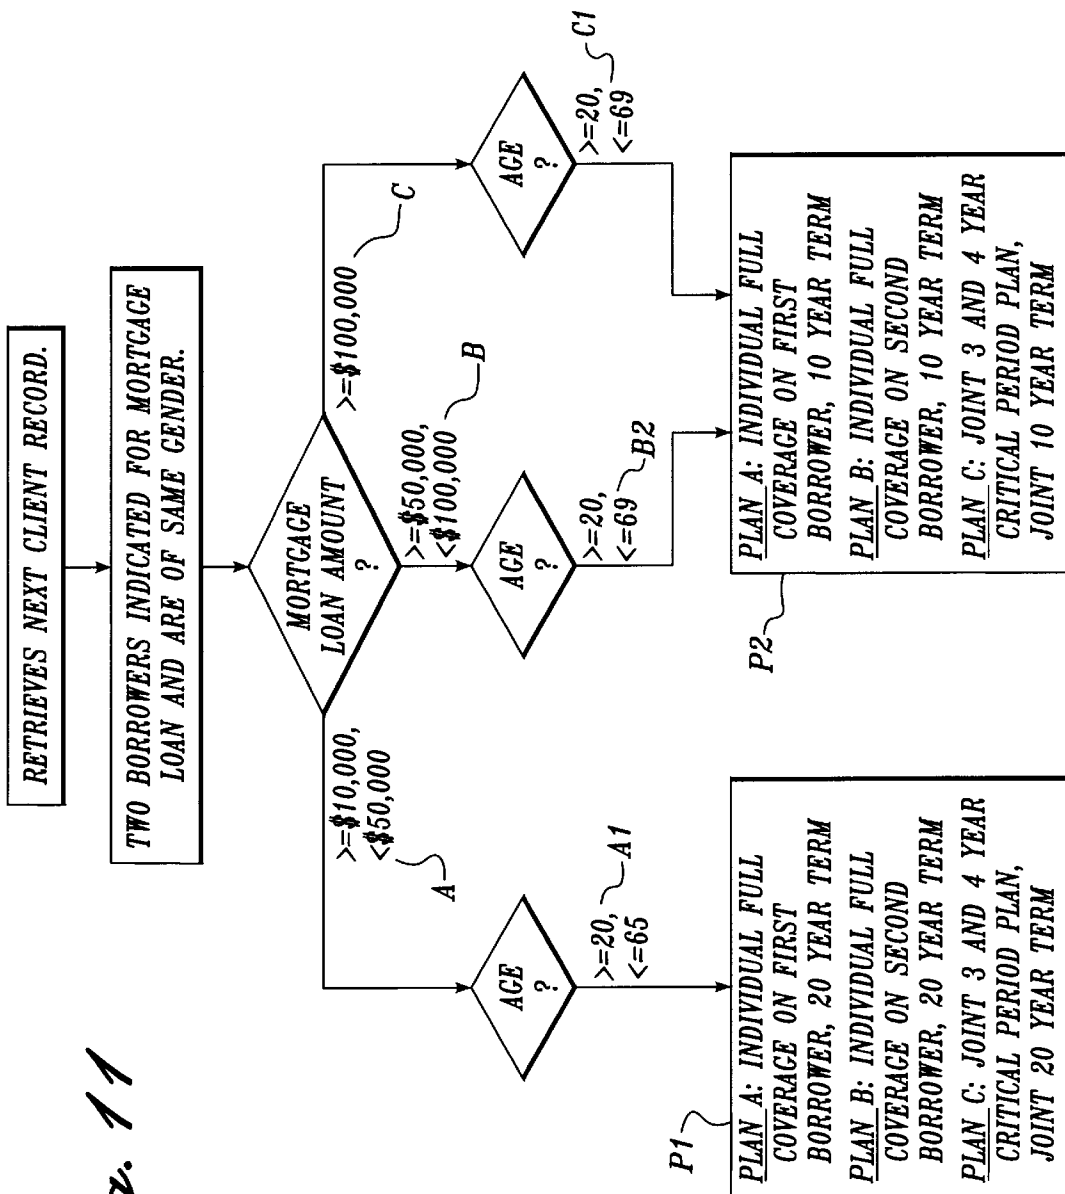 RETRIEVES NEXT CLIENT RECORD.
TWO BORROWERS INDICATED FOR MORTGAGE
LOAN AND ARE OF SAME GENDER.
MORTGAGE
LOAN AMOUNT
?
>=$10,000,
<$50,000
A
>=$50,000,
<$100,000
B
>=$100,000
C
AGE
?
>=20,
<=65
A1
AGE
?
>=20,
<=69
B2
AGE
?
>=20,
<=69
C1
P1
PLAN A: INDIVIDUAL FULL
COVERAGE ON FIRST
BORROWER, 20 YEAR TERM
PLAN B: INDIVIDUAL FULL
COVERAGE ON SECOND
BORROWER, 20 YEAR TERM
PLAN C: JOINT 3 AND 4 YEAR
CRITICAL PERIOD PLAN,
JOINT 20 YEAR TERM
P2
PLAN A: INDIVIDUAL FULL
COVERAGE ON FIRST
BORROWER, 10 YEAR TERM
PLAN B: INDIVIDUAL FULL
COVERAGE ON SECOND
BORROWER, 10 YEAR TERM
PLAN C: JOINT 3 AND 4 YEAR
CRITICAL PERIOD PLAN,
JOINT 10 YEAR TERM
11